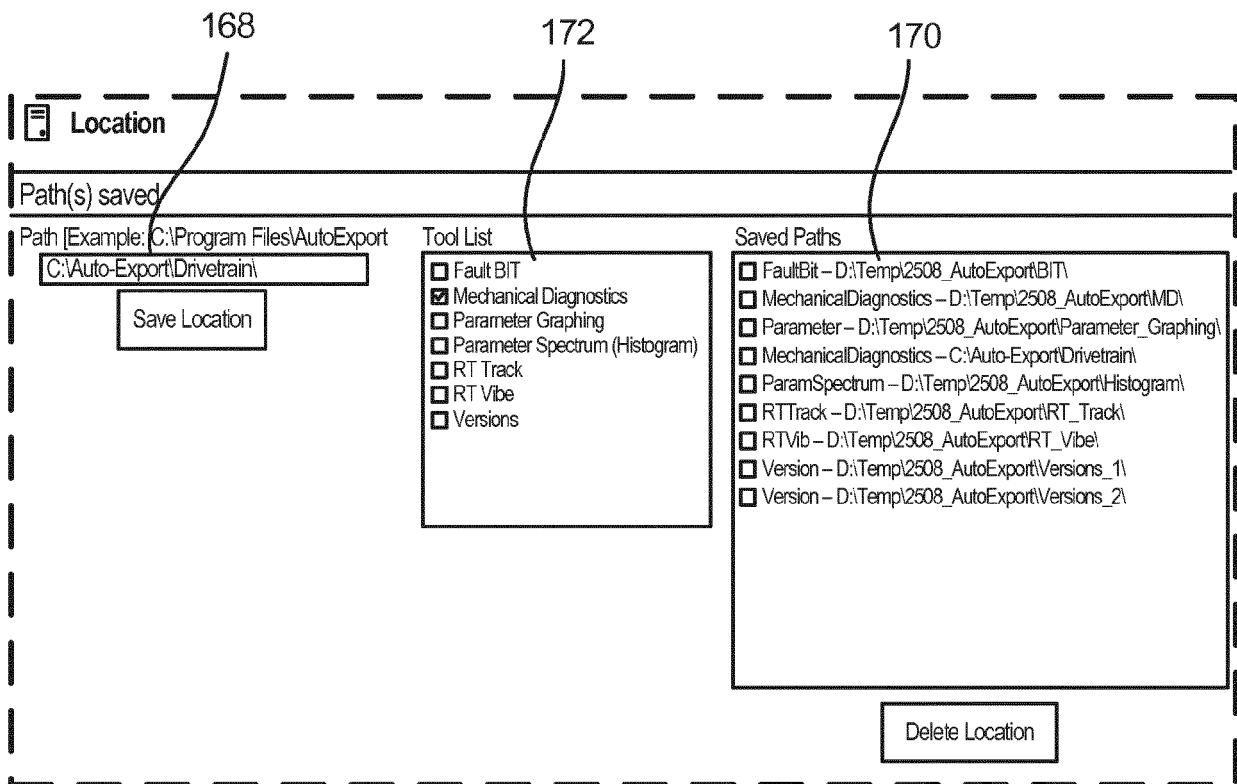 168
172
170
Location
Path(s) saved
Path [Example: C:\Program Files\AutoExport
C:\Auto-Export\Drivetrain\
Save Location
Tool List
Fault BIT
Mechanical Diagnostics
Parameter Graphing
Parameter Spectrum (Histogram)
RT Track
RT Vibe
Versions
Saved Paths
FaultBit – D:\Temp\2508_AutoExport\BIT\
MechanicalDiagnostics – D:\Temp\2508_AutoExport\MD\
Parameter – D:\Temp\2508_AutoExport\Parameter_Graphing\
MechanicalDiagnostics – C:\Auto-Export\Drivetrain\
ParamSpectrum – D:\Temp\2508_AutoExport\Histogram\
RTTrack – D:\Temp\2508_AutoExport\RT_Track\
RTVib – D:\Temp\2508_AutoExport\RT_Vibe\
Version – D:\Temp\2508_AutoExport\Versions_1\
Version – D:\Temp\2508_AutoExport\Versions_2\
Delete Location